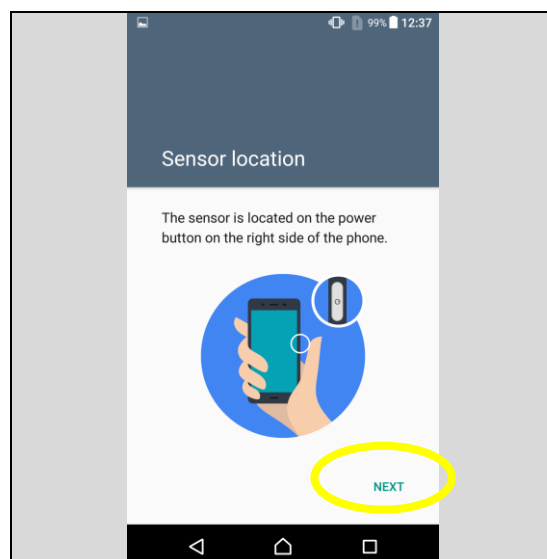 99% 12:37
Sensor location
The sensor is located on the power
button on the right side of the phone.
NEXT